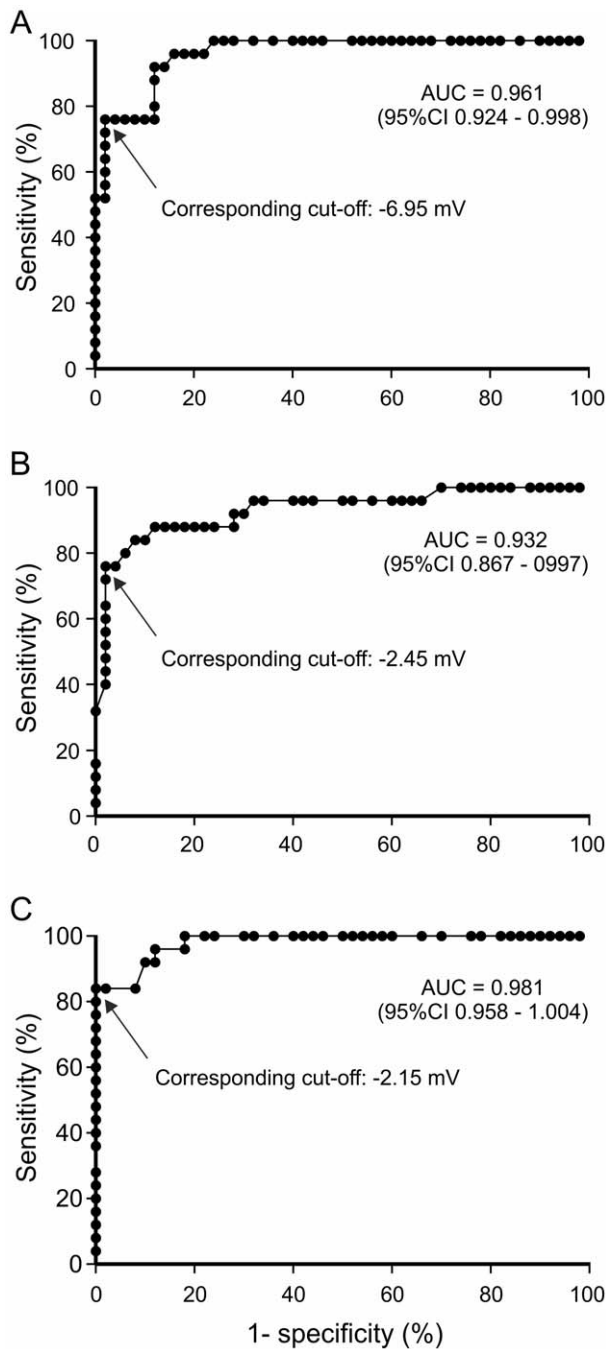 A
100
80
60
40
20
0
Sensitivity (%)
AUC = 0.961
(95%CI 0.924 - 0.998)
Corresponding cut-off: -6.95 mV
0 20 40 60 80 100
B
100
80
60
40
20
0
Sensitivity (%)
AUC = 0.932
(95%CI 0.867 - 0997)
Corresponding cut-off: -2.45 mV
0 20 40 60 80 100
C
100
80
60
40
20
0
Sensitivity (%)
AUC = 0.981
(95%CI 0.958 - 1.004)
Corresponding cut-off: -2.15 mV
0 20 40 60 80 100
1- specificity (%)